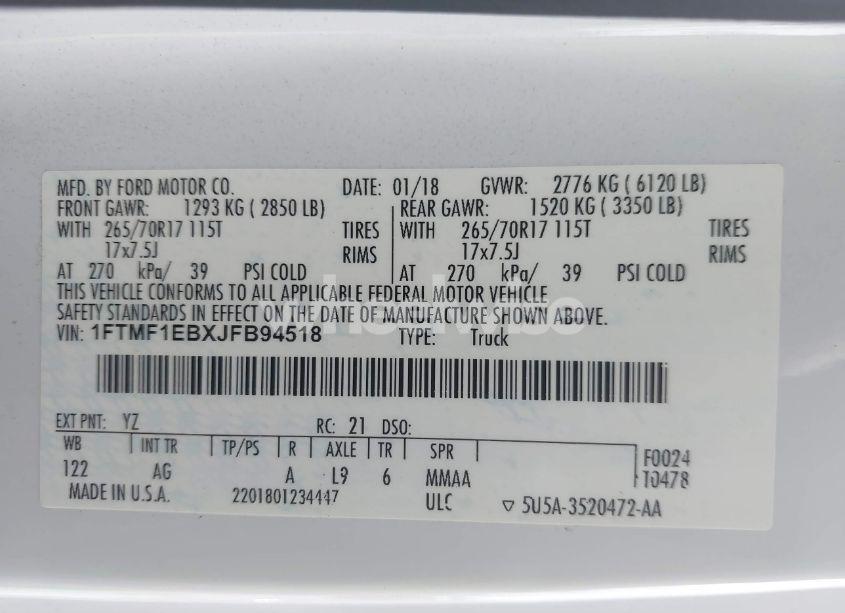 MFD. BY FORD MOTOR CO. DATE: 01/18 GVWR: 2776 KG ( 6120 LB)
FRONT GAWR: 1293 KG ( 2850 LB) REAR GAWR: 1520 KG ( 3350 LB)
WITH 265/70R17 115T TIRES WITH 265/70R17 115T TIRES
17x7.5J RIMS 17x7.5J RIMS
AT 270 kPa/ 39 PSI COLD AT 270 kPa/ 39 PSI COLD
THIS VEHICLE CONFORMS TO ALL APPLICABLE FEDERAL MOTOR VEHICLE
SAFETY STANDARDS IN EFFECT ON THE DATE OF MANUFACTURE SHOWN ABOVE.
VIN: 1FTMF1EBXJFB94518 TYPE: Truck
EXT PNT: YZ RC: 21 DSO:
WB INT TR TP/PS R AXLE TR SPR F0024
122 AG A L9 6 MMAA T0478
MADE IN U.S.A. 2201801234447 ULC ▽ 5U5A-3520472-AA